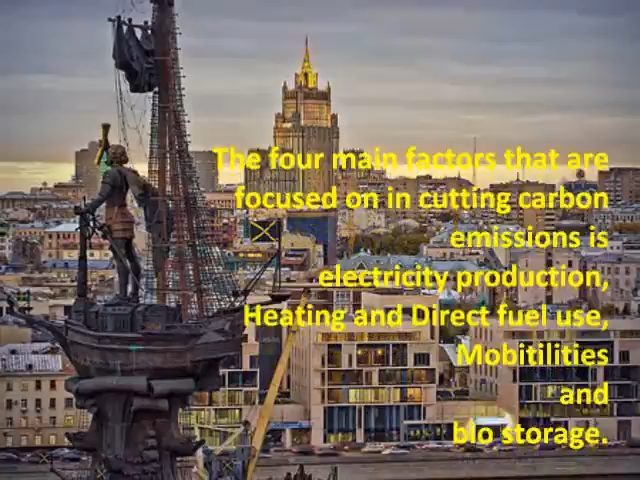 The four main factors that are
focused on in cutting carbon
emissions is
electricity production,
Heating and Direct fuel use,
Mobitilities
and
bio storage.